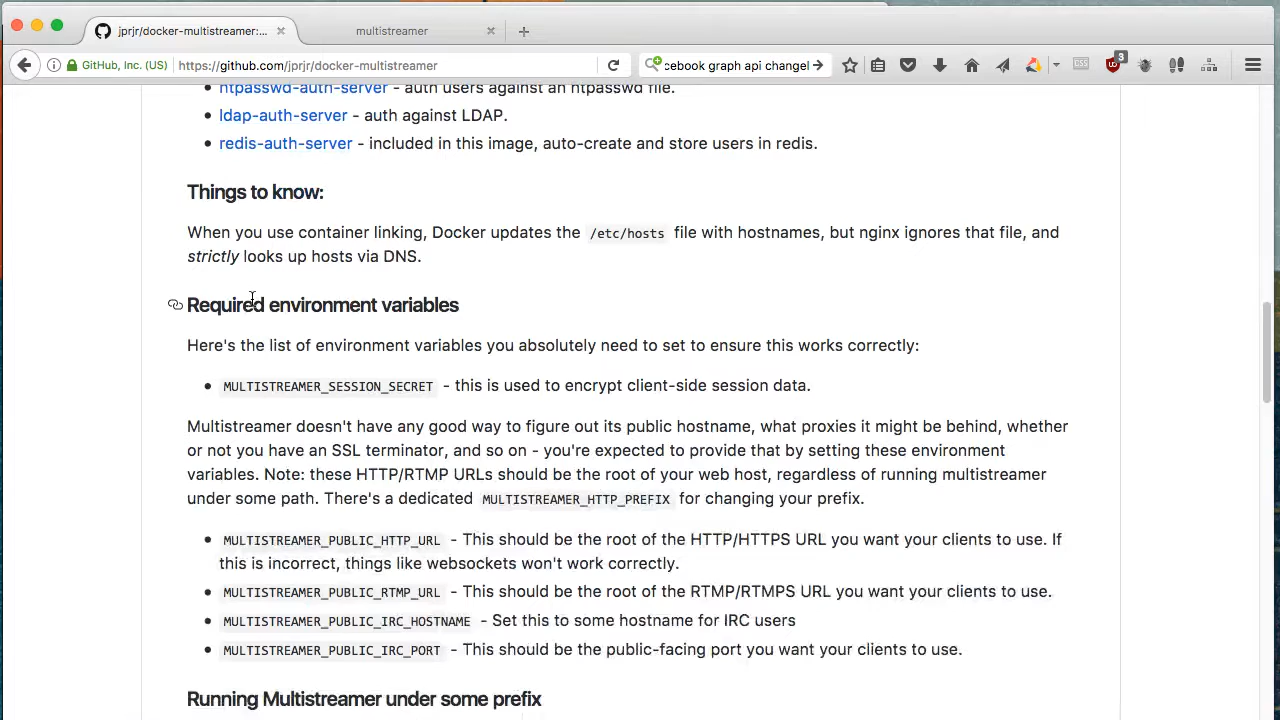 jprjr/docker-multistreamer:...
multistreamer
GitHub, Inc. (US)
https://github.com/jprjr/docker-multistreamer
cebook graph api changel
3
CSS
htpasswd-auth-server - auth users against an htpasswd file.
ldap-auth-server - auth against LDAP.
redis-auth-server - included in this image, auto-create and store users in redis.
Things to know:
When you use container linking, Docker updates the /etc/hosts file with hostnames, but nginx ignores that file, and
strictly looks up hosts via DNS.
Required environment variables
Here's the list of environment variables you absolutely need to set to ensure this works correctly:
MULTISTREAMER_SESSION_SECRET - this is used to encrypt client-side session data.
Multistreamer doesn't have any good way to figure out its public hostname, what proxies it might be behind, whether
or not you have an SSL terminator, and so on - you're expected to provide that by setting these environment
variables. Note: these HTTP/RTMP URLs should be the root of your web host, regardless of running multistreamer
under some path. There's a dedicated MULTISTREAMER_HTTP_PREFIX for changing your prefix.
MULTISTREAMER_PUBLIC_HTTP_URL - This should be the root of the HTTP/HTTPS URL you want your clients to use. If
this is incorrect, things like websockets won't work correctly.
MULTISTREAMER_PUBLIC_RTMP_URL - This should be the root of the RTMP/RTMPS URL you want your clients to use.
MULTISTREAMER_PUBLIC_IRC_HOSTNAME - Set this to some hostname for IRC users
MULTISTREAMER_PUBLIC_IRC_PORT - This should be the public-facing port you want your clients to use.
Running Multistreamer under some prefix